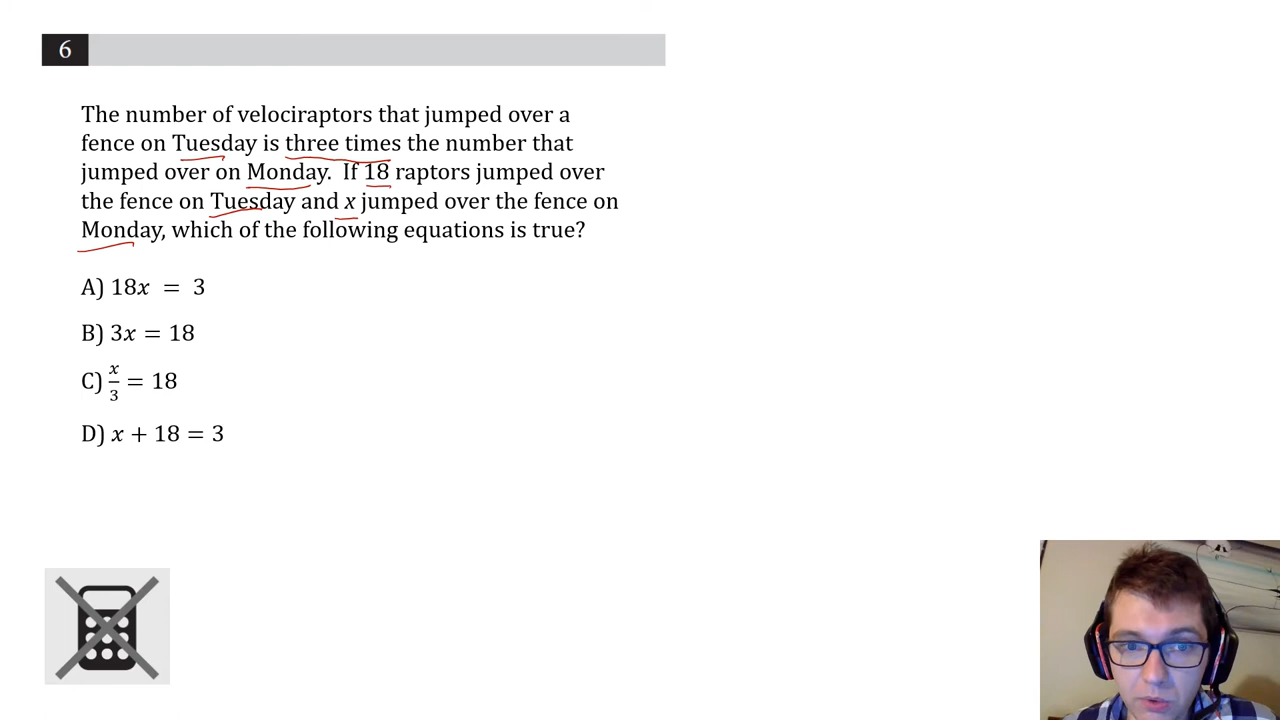 6
The number of velociraptors that jumped over a
fence on Tuesday is three times the number that
jumped over on Monday. If 18 raptors jumped over
the fence on Tuesday and x jumped over the fence on
Monday, which of the following equations is true?
A) 18x = 3
B) 3x = 18
C) x/3 = 18
D) x + 18 = 3